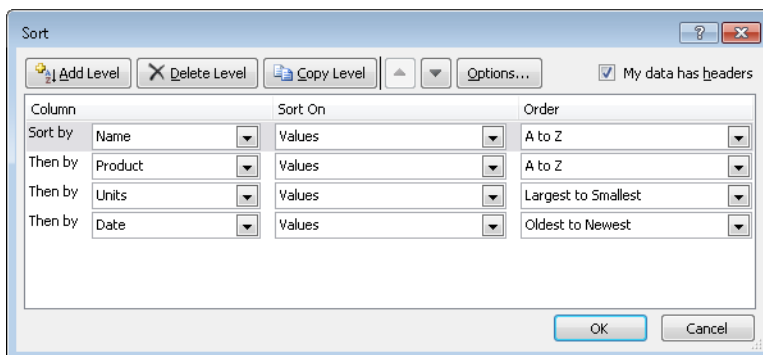 Sort
Add Level Delete Level Copy Level Options... My data has headers
Column Sort On Order
Sort by Name Values A to Z
Then by Product Values A to Z
Then by Units Values Largest to Smallest
Then by Date Values Oldest to Newest
OK Cancel